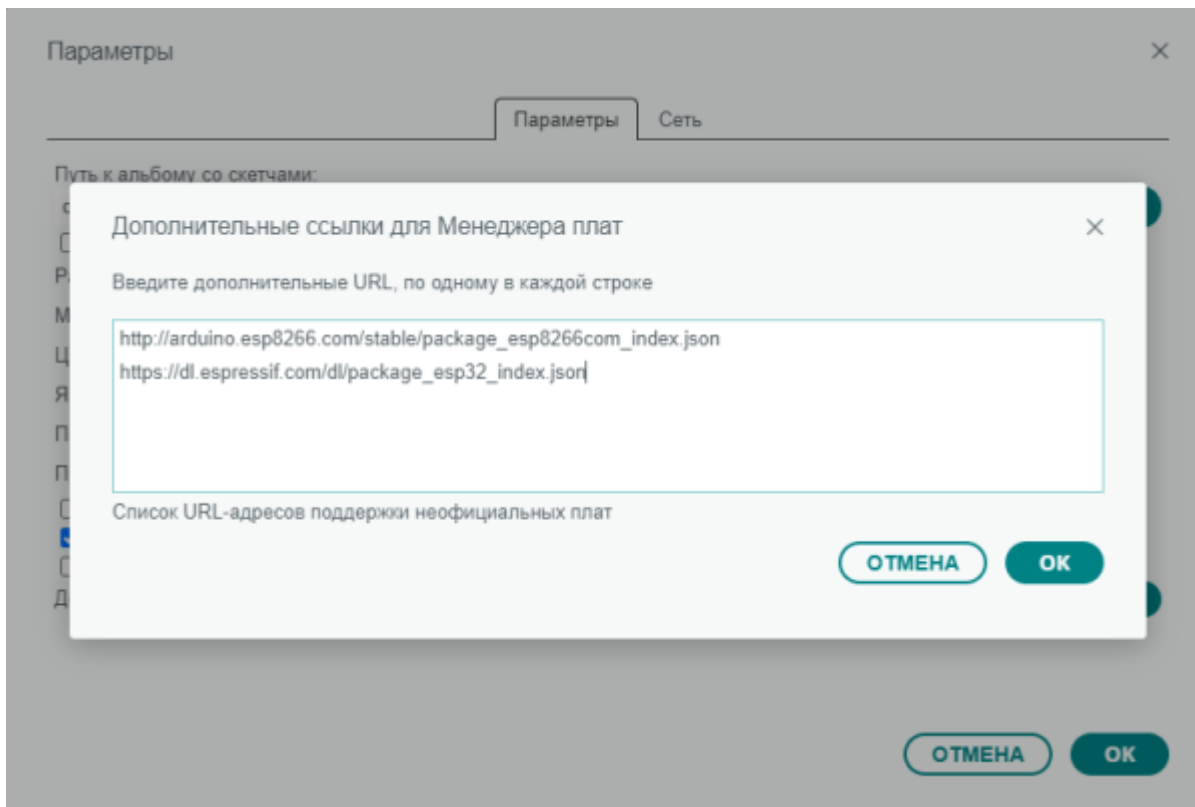 Параметры
Параметры Сеть
Путь к альбому со скетчами:
Дополнительные ссылки для Менеджера плат
Введите дополнительные URL, по одному в каждой строке
http://arduino.esp8266.com/stable/package_esp8266com_index.json
https://dl.espressif.com/dl/package_esp32_index.json
Список URL-адресов поддержки неофициальных плат
ОТМЕНА ОК
ОТМЕНА ОК